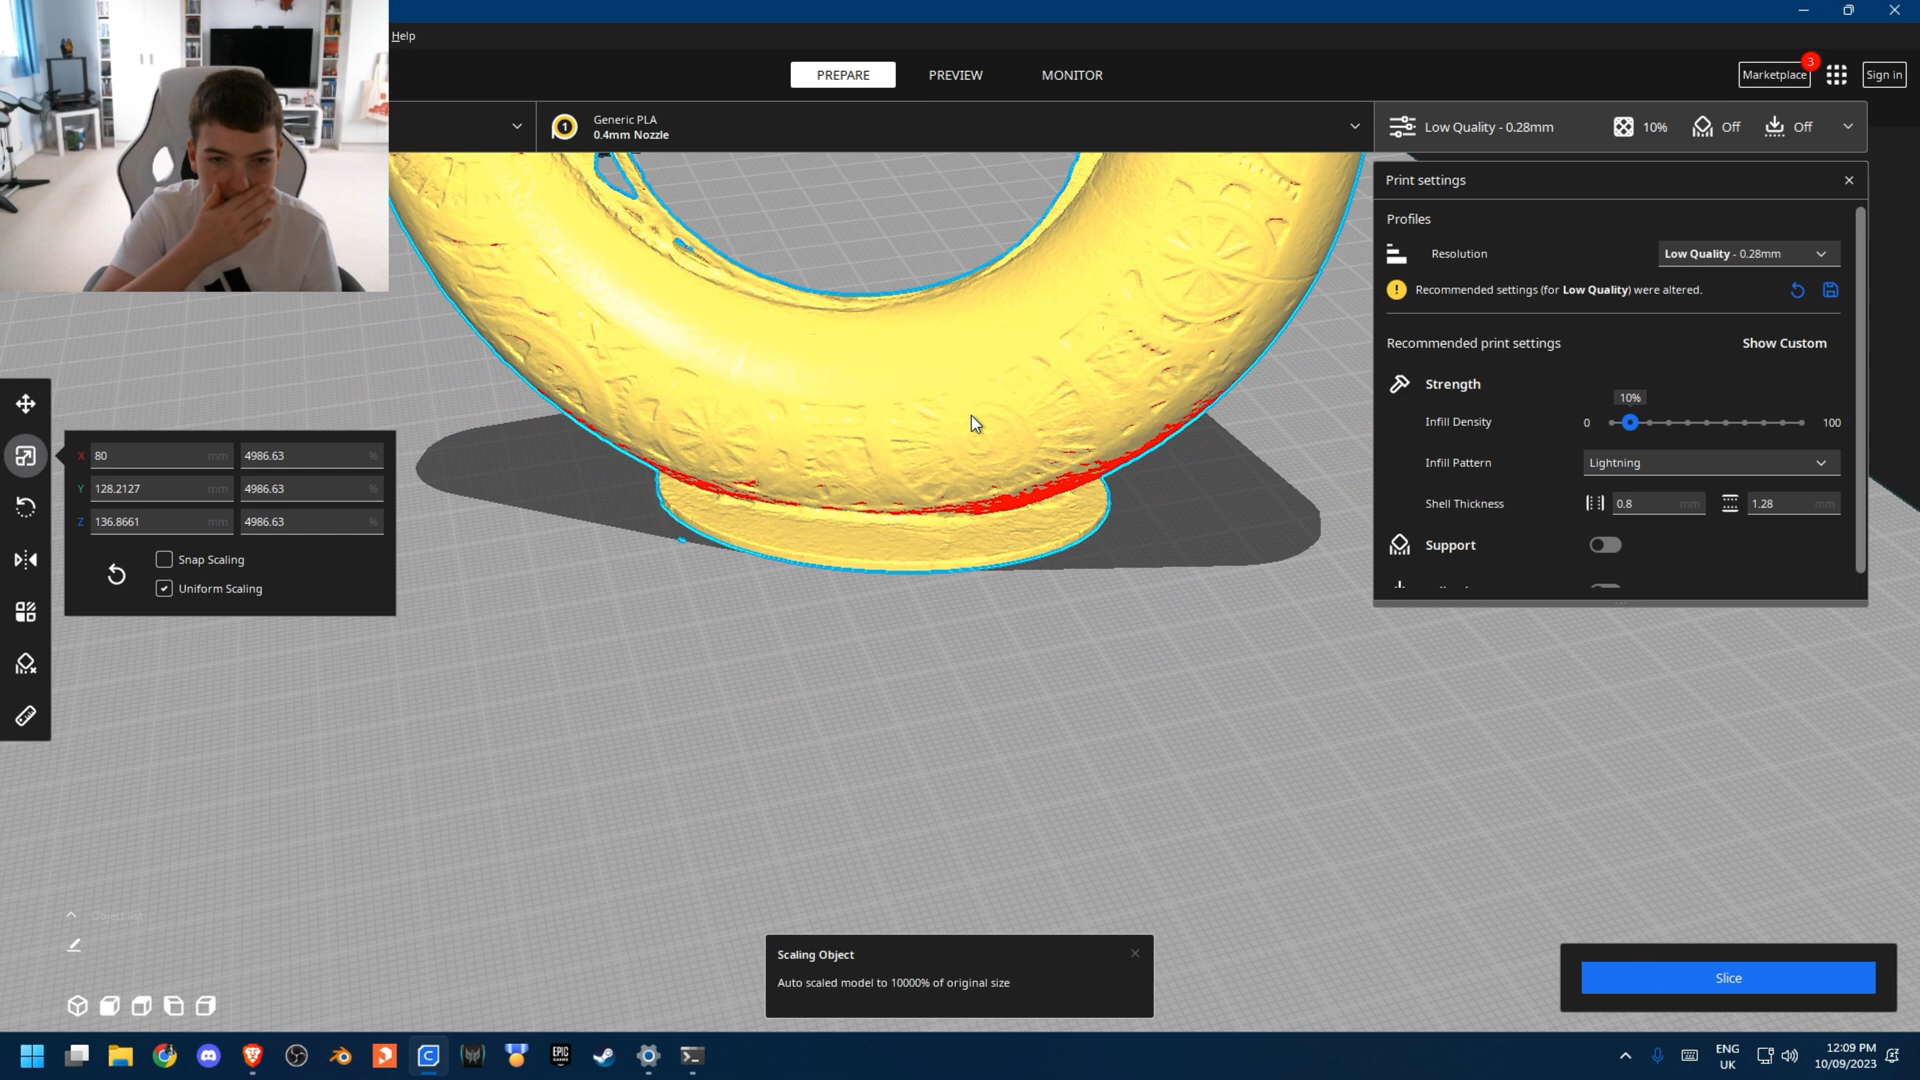 Help
PREPARE
PREVIEW
MONITOR
Marketplace
3
Sign in
1
Generic PLA
0.4mm Nozzle
Low Quality - 0.28mm
10%
Off
Off
Print settings
Profiles
Resolution
Low Quality - 0.28mm
Recommended settings (for Low Quality) were altered.
Recommended print settings
Show Custom
Strength
10%
Infill Density
0
100
Infill Pattern
Lightning
Shell Thickness
0.8 mm
1.28 mm
Support
X 80 mm 4986.63 %
Y 128.2127 mm 4986.63 %
Z 136.8661 mm 4986.63 %
Snap Scaling
Uniform Scaling
Object list
Scaling Object
Auto scaled model to 10000% of original size
Slice
EPIC
GAMES
ENG
UK
12:09 PM
10/09/2023